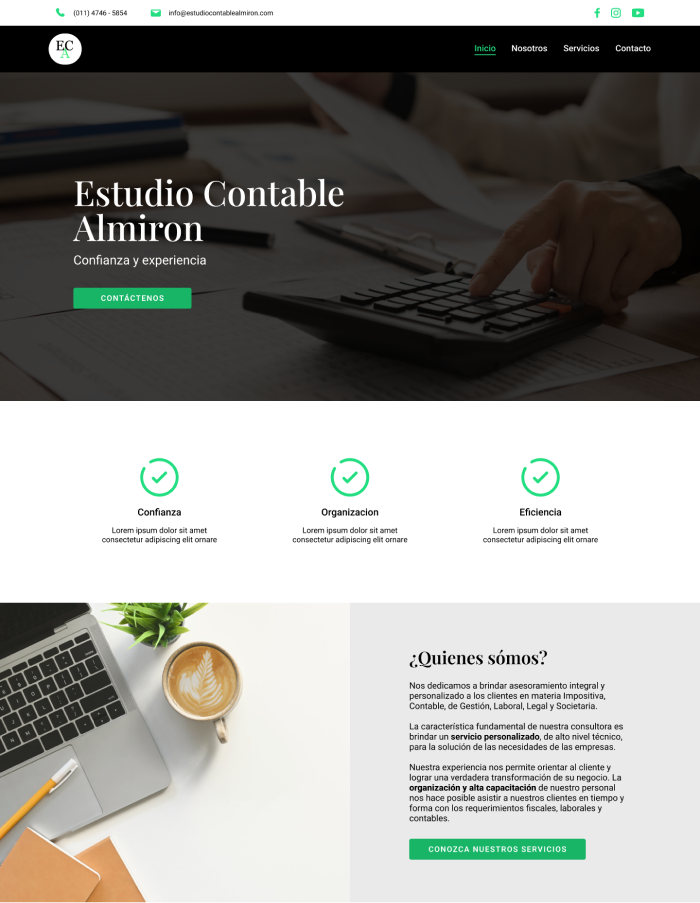 (011) 4746 - 5854
info@estudiocontablealmiron.com
EC
A
Inicio
Nosotros
Servicios
Contacto
Estudio Contable
Almiron
Confianza y experiencia
CONTÁCTENOS
Confianza
Lorem ipsum dolor sit amet
consectetur adipiscing elit ornare
Organizacion
Lorem ipsum dolor sit amet
consectetur adipiscing elit ornare
Eficiencia
Lorem ipsum dolor sit amet
consectetur adipiscing elit ornare
¿Quienes sómos?
Nos dedicamos a brindar asesoramiento integral y
personalizado a los clientes en materia Impositiva,
Contable, de Gestión, Laboral, Legal y Societaria.
La característica fundamental de nuestra consultora es
brindar un servicio personalizado, de alto nivel técnico,
para la solución de las necesidades de las empresas.
Nuestra experiencia nos permite orientar al cliente y
lograr una verdadera transformación de su negocio. La
organización y alta capacitación de nuestro personal
nos hace posible asistir a nuestros clientes en tiempo y
forma con los requerimientos fiscales, laborales y
contables.
CONOZCA NUESTROS SERVICIOS